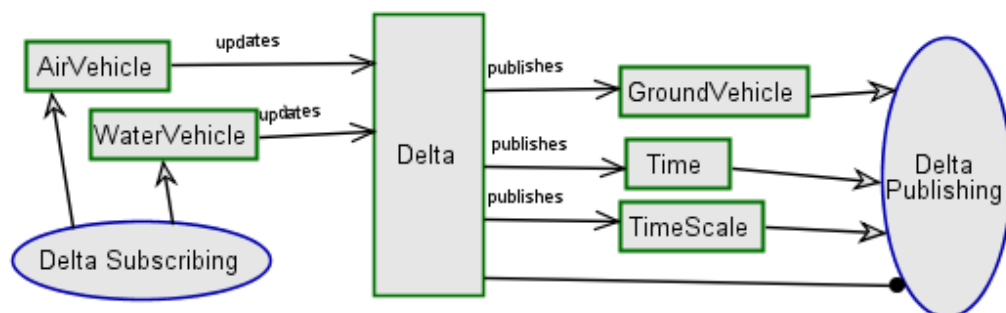 updates
AirVehicle
updates
WaterVehicle
Delta Subscribing
Delta
publishes
GroundVehicle
publishes
Time
publishes
TimeScale
Delta
Publishing